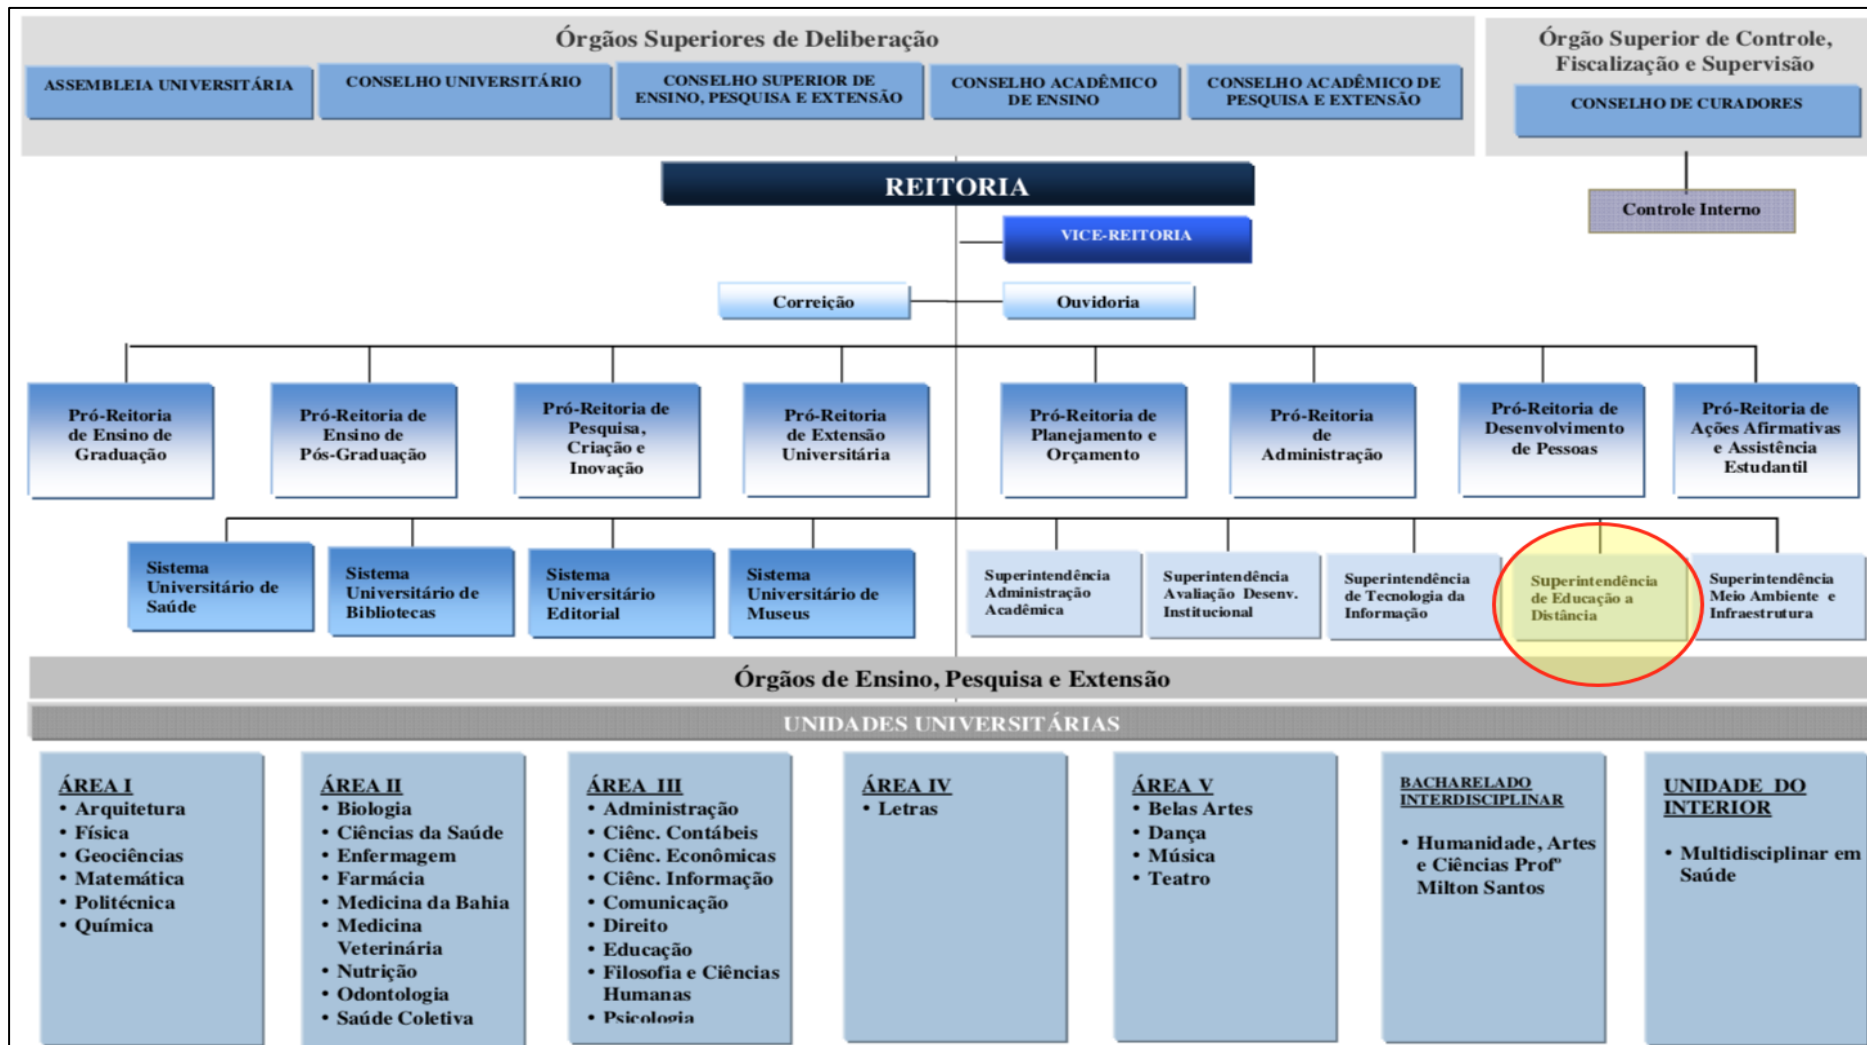 Órgãos Superiores de Deliberação
ASSEMBLEIA UNIVERSITÁRIA
CONSELHO UNIVERSITÁRIO
CONSELHO SUPERIOR DE
ENSINO, PESQUISA E EXTENSÃO
CONSELHO ACADÊMICO
DE ENSINO
CONSELHO ACADÊMICO DE
PESQUISA E EXTENSÃO
Órgão Superior de Controle,
Fiscalização e Supervisão
CONSELHO DE CURADORES
Controle Interno
REITORIA
VICE-REITORIA
Correição
Ouvidoria
Pró-Reitoria
de Ensino de
Graduação
Pró-Reitoria de
Ensino de
Pós-Graduação
Pró-Reitoria de
Pesquisa,
Criação e
Inovação
Pró-Reitoria
de Extensão
Universitária
Pró-Reitoria de
Planejamento e
Orçamento
Pró-Reitoria
de
Administração
Pró-Reitoria de
Desenvolvimento
de Pessoas
Pró-Reitoria de
Ações Afirmativas
e Assistência
Estudantil
Sistema
Universitário de
Saúde
Sistema
Universitário de
Bibliotecas
Sistema
Universitário
Editorial
Sistema
Universitário de
Museus
Superintendência
Administração
Acadêmica
Superintendência
Avaliação Desenv.
Institucional
Superintendência
de Tecnologia da
Informação
Superintendência
de Educação a
Distância
Superintendência
Meio Ambiente e
Infraestrutura
Órgãos de Ensino, Pesquisa e Extensão
UNIDADES UNIVERSITÁRIAS
ÁREA I
• Arquitetura
• Física
• Geociências
• Matemática
• Politécnica
• Química
ÁREA II
• Biologia
• Ciências da Saúde
• Enfermagem
• Farmácia
• Medicina da Bahia
• Medicina
Veterinária
• Nutrição
• Odontologia
• Saúde Coletiva
ÁREA III
• Administração
• Ciênc. Contábeis
• Ciênc. Econômicas
• Ciênc. Informação
• Comunicação
• Direito
• Educação
• Filosofia e Ciências
Humanas
• Psicologia
ÁREA IV
• Letras
ÁREA V
• Belas Artes
• Dança
• Música
• Teatro
BACHARELADO
INTERDISCIPLINAR
• Humanidade, Artes
e Ciências Profº
Milton Santos
UNIDADE DO
INTERIOR
• Multidisciplinar em
Saúde